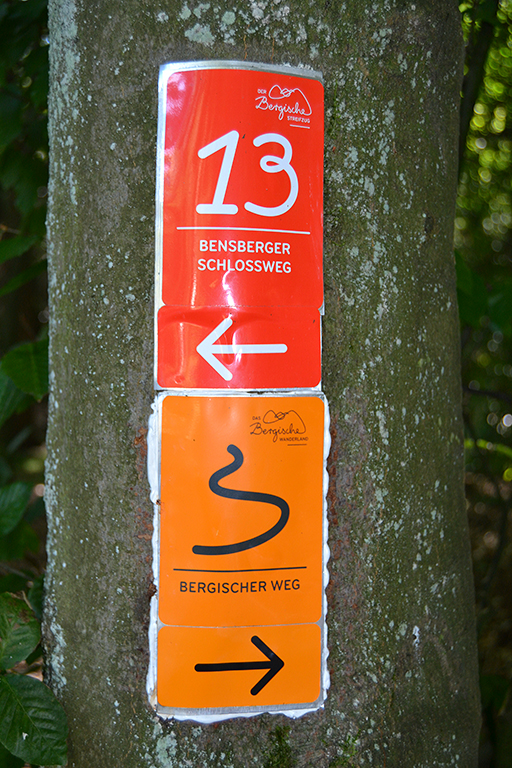 DER
Bergische
STREIFZUG
13
BENSBERGER
SCHLOSSWEG
DAS
Bergische
WANDERLAND
BERGISCHER WEG